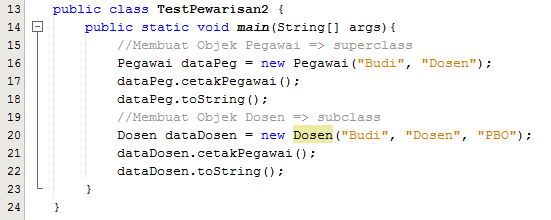 13 public class TestPewarisan2 {
14 public static void main(String[] args){
15 //Membuat Objek Pegawai => superclass
16 Pegawai dataPeg = new Pegawai("Budi", "Dosen");
17 dataPeg.cetakPegawai();
18 dataPeg.toString();
19 //Membuat Objek Dosen => subclass
20 Dosen dataDosen = new Dosen("Budi", "Dosen", "PBO");
21 dataDosen.cetakPegawai();
22 dataDosen.toString();
23 }
24 }